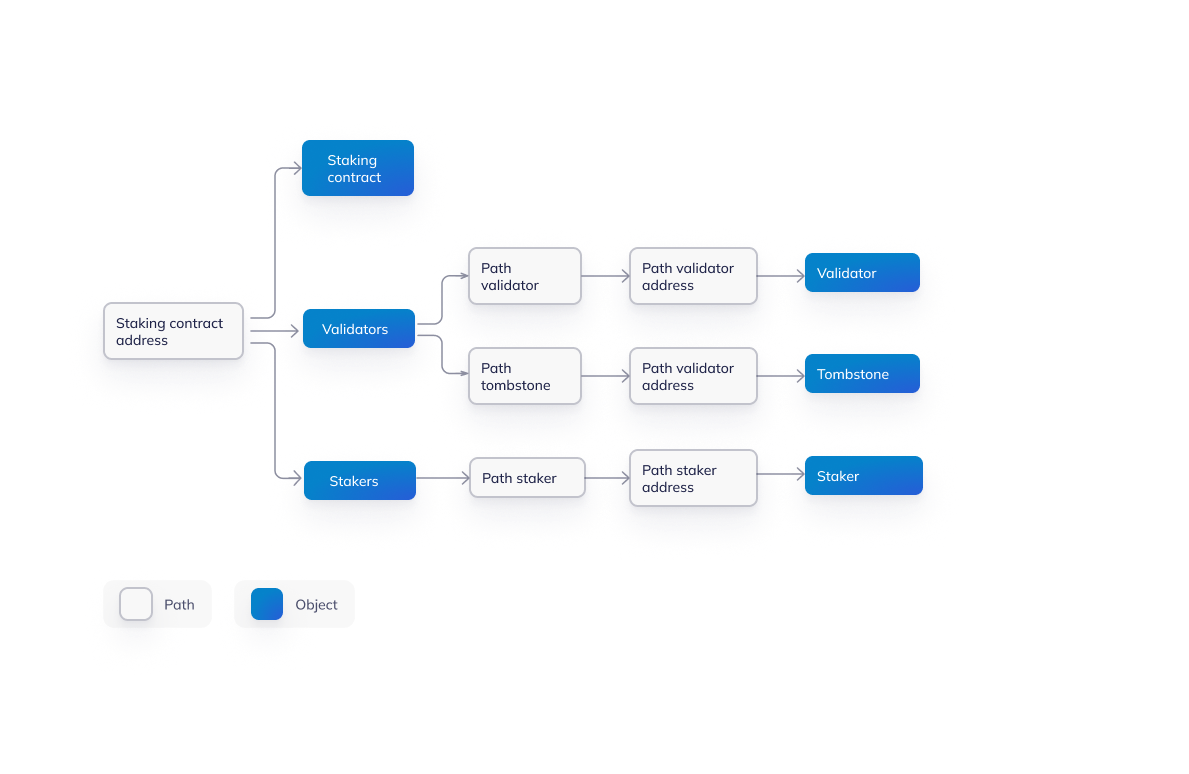 Staking
contract
Path
validator
Path validator
address
Validator
Staking contract
address
Validators
Path
tombstone
Path validator
address
Tombstone
Stakers
Path staker
Path staker
address
Staker
Path
Object